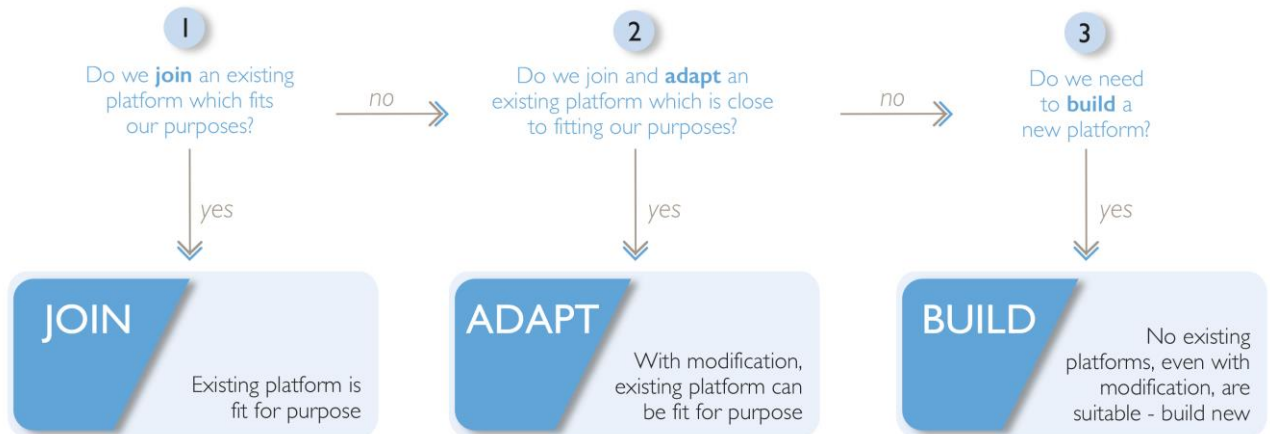 1
Do we join an existing
platform which fits
our purposes?
no
2
Do we join and adapt an
existing platform which is close
to fitting our purposes?
no
3
Do we need
to build a
new platform?
yes
yes
yes
JOIN
Existing platform is
fit for purpose
ADAPT
With modification,
existing platform can
be fit for purpose
BUILD
No existing
platforms, even with
modification, are
suitable - build new